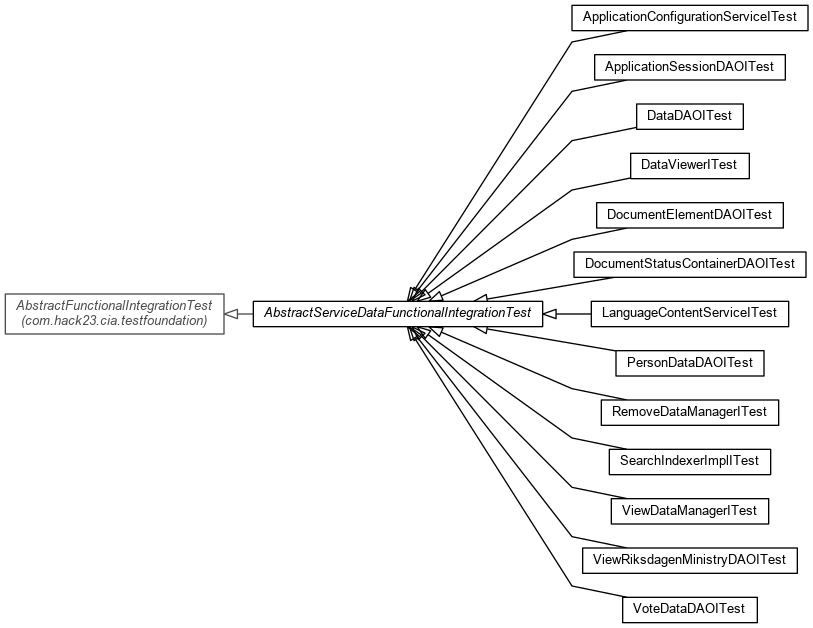 ApplicationConfigurationServiceITest
ApplicationSessionDAOITest
DataDAOITest
DataViewerITest
DocumentElementDAOITest
DocumentStatusContainerDAOITest
AbstractFunctionalIntegrationTest
(com.hack23.cia.testfoundation)
AbstractServiceDataFunctionalIntegrationTest
LanguageContentServiceITest
PersonDataDAOITest
RemoveDataManagerITest
SearchIndexerImplITest
ViewDataManagerITest
ViewRiksdagenMinistryDAOITest
VoteDataDAOITest